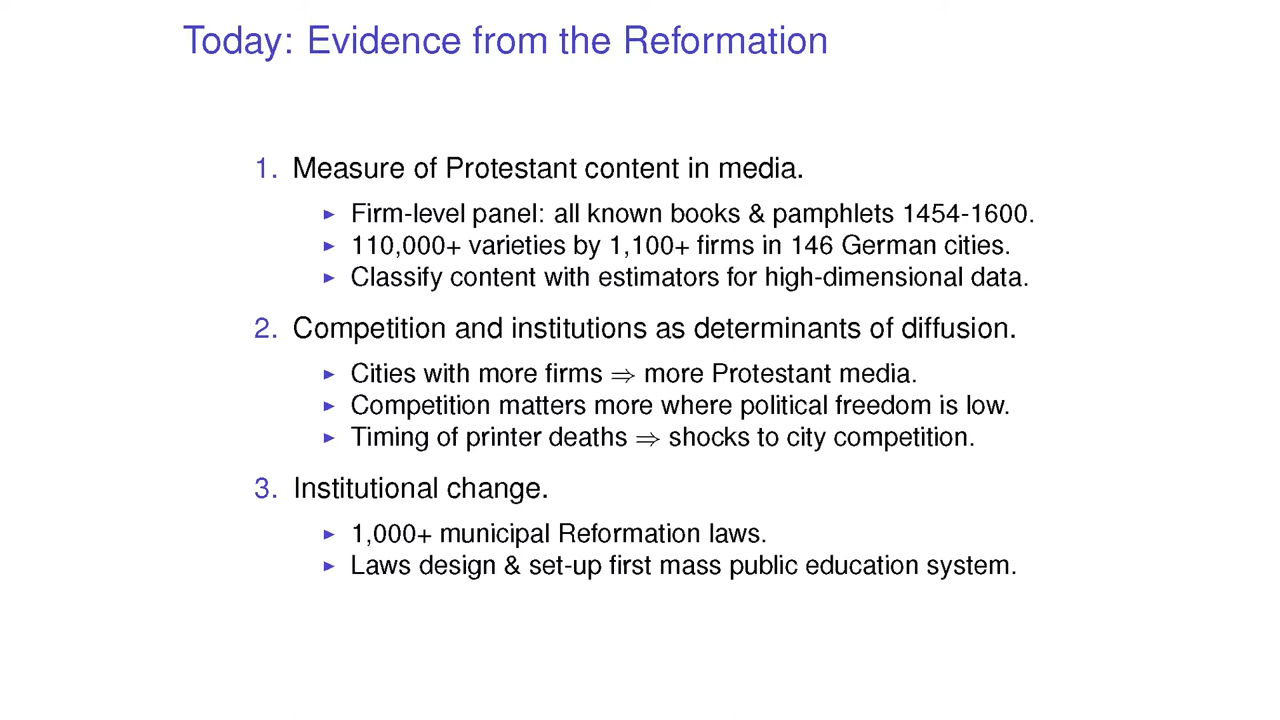 Today: Evidence from the Reformation
1. Measure of Protestant content in media.
▶ Firm-level panel: all known books & pamphlets 1454-1600.
▶ 110,000+ varieties by 1,100+ firms in 146 German cities.
▶ Classify content with estimators for high-dimensional data.
2. Competition and institutions as determinants of diffusion.
▶ Cities with more firms ⇒ more Protestant media.
▶ Competition matters more where political freedom is low.
▶ Timing of printer deaths ⇒ shocks to city competition.
3. Institutional change.
▶ 1,000+ municipal Reformation laws.
▶ Laws design & set-up first mass public education system.